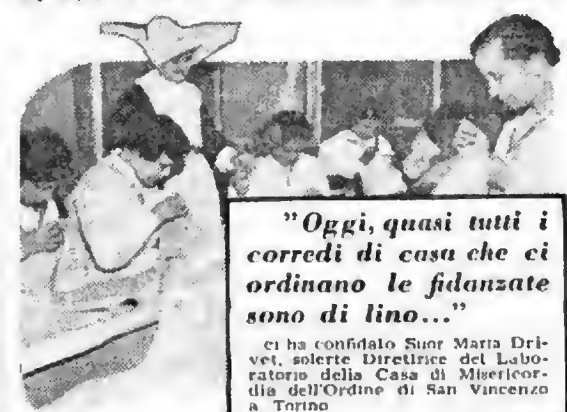 "Oggi, quasi tutti i
corredi di casa che ci
ordinano le fidanzate
sono di lino..."
ci ha confidato Suor Maria Dri-
vet, solerte Direttrice del Labo-
ratorio della Casa di Misericor-
dia dell'Ordine di San Vincenzo
a Torino